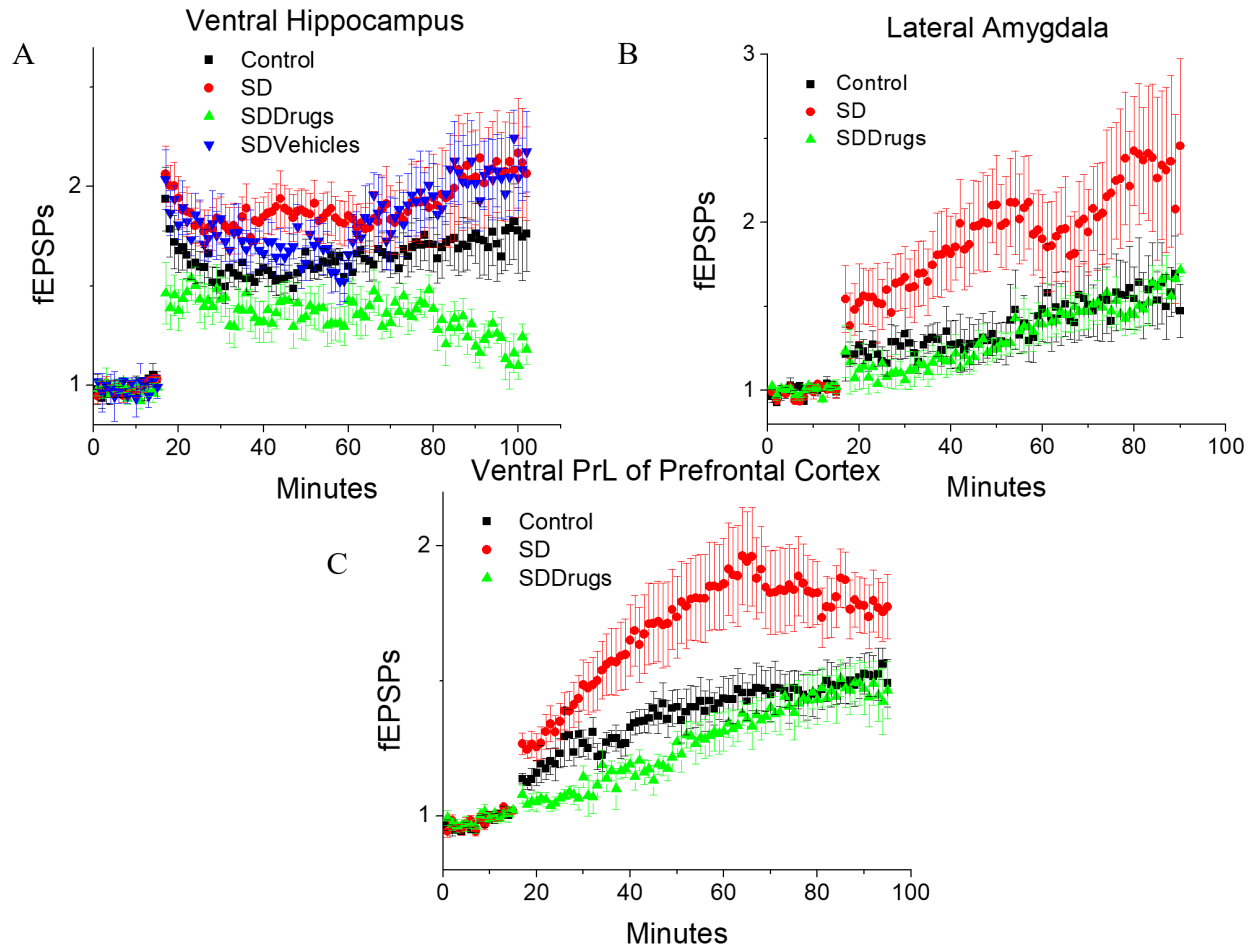 Ventral Hippocampus
A
Control
SD
SDDrugs
SDVehicles
fEPSPs
2
1
0
20
40
60
80
100
Minutes
Lateral Amygdala
B
Control
SD
SDDrugs
fEPSPs
3
2
1
0
20
40
60
80
100
Minutes
Ventral PrL of Prefrontal Cortex
C
Control
SD
SDDrugs
fEPSPs
2
1
0
20
40
60
80
100
Minutes